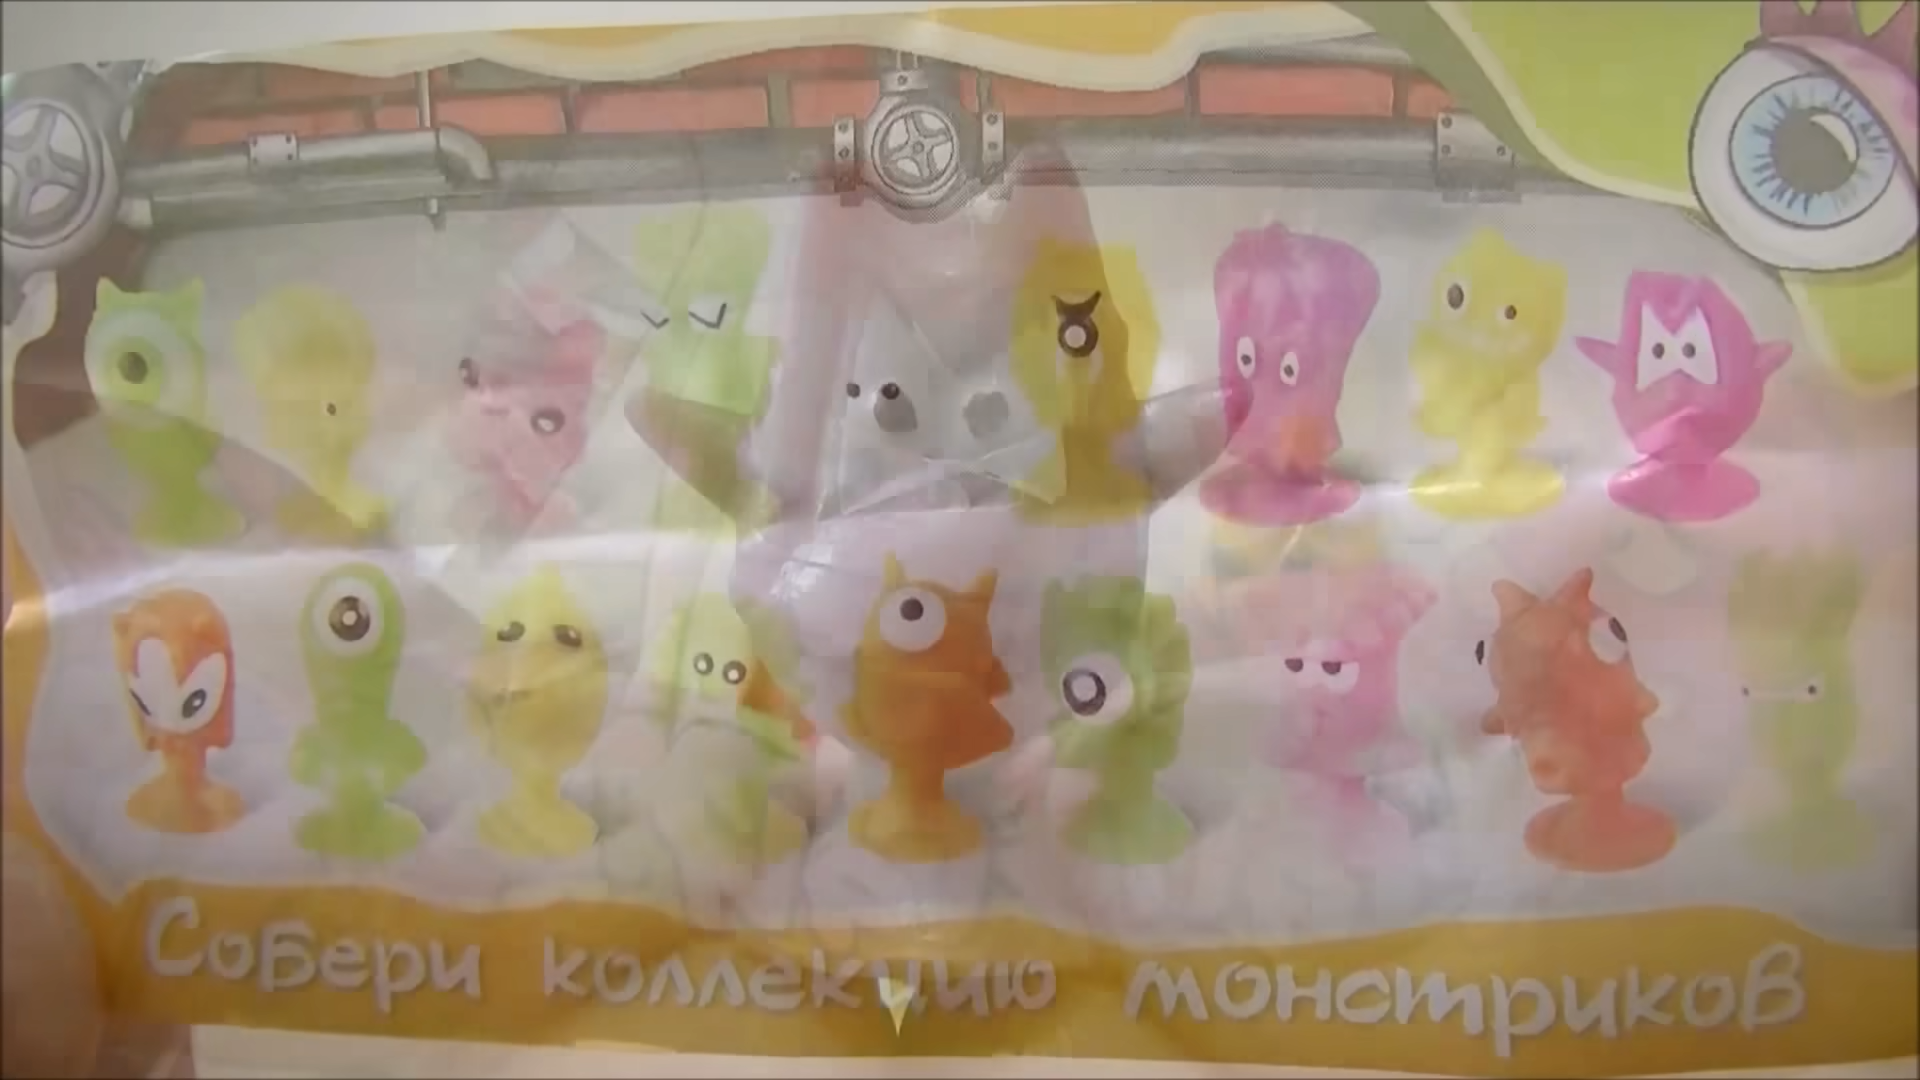 Собери коллекцию монстриков